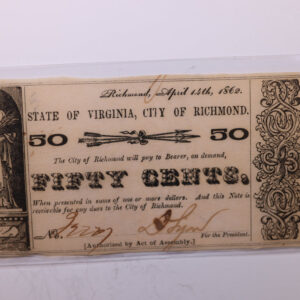 Richmond, April 14th, 1862.
STATE OF VIRGINIA, CITY OF RICHMOND.
50 50
The City of Richmond will pay to Bearer, on demand,
FIFTY CENTS,
When presented in sums of one or more dollars. And this Note is
receivable for any dues to the City of Richmond.
No. For the President.
[Authorised by Act of Assembly.]